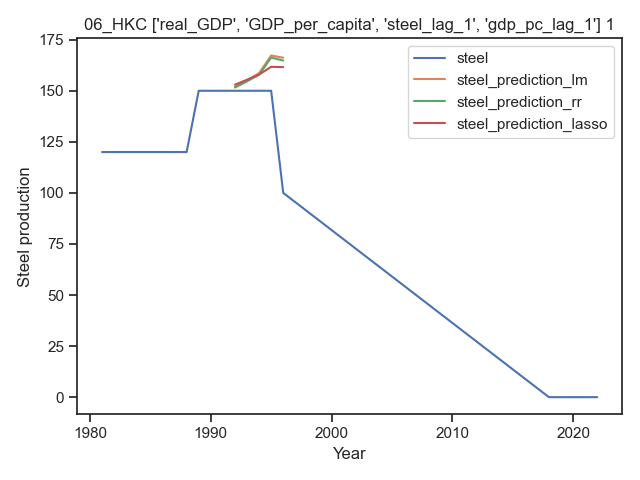 06_HKC ['real_GDP', 'GDP_per_capita', 'steel_lag_1', 'gdp_pc_lag_1'] 1
steel
steel_prediction_lm
steel_prediction_rr
steel_prediction_lasso
Steel production
175
150
125
100
75
50
25
0
1980
1990
2000
2010
2020
Year